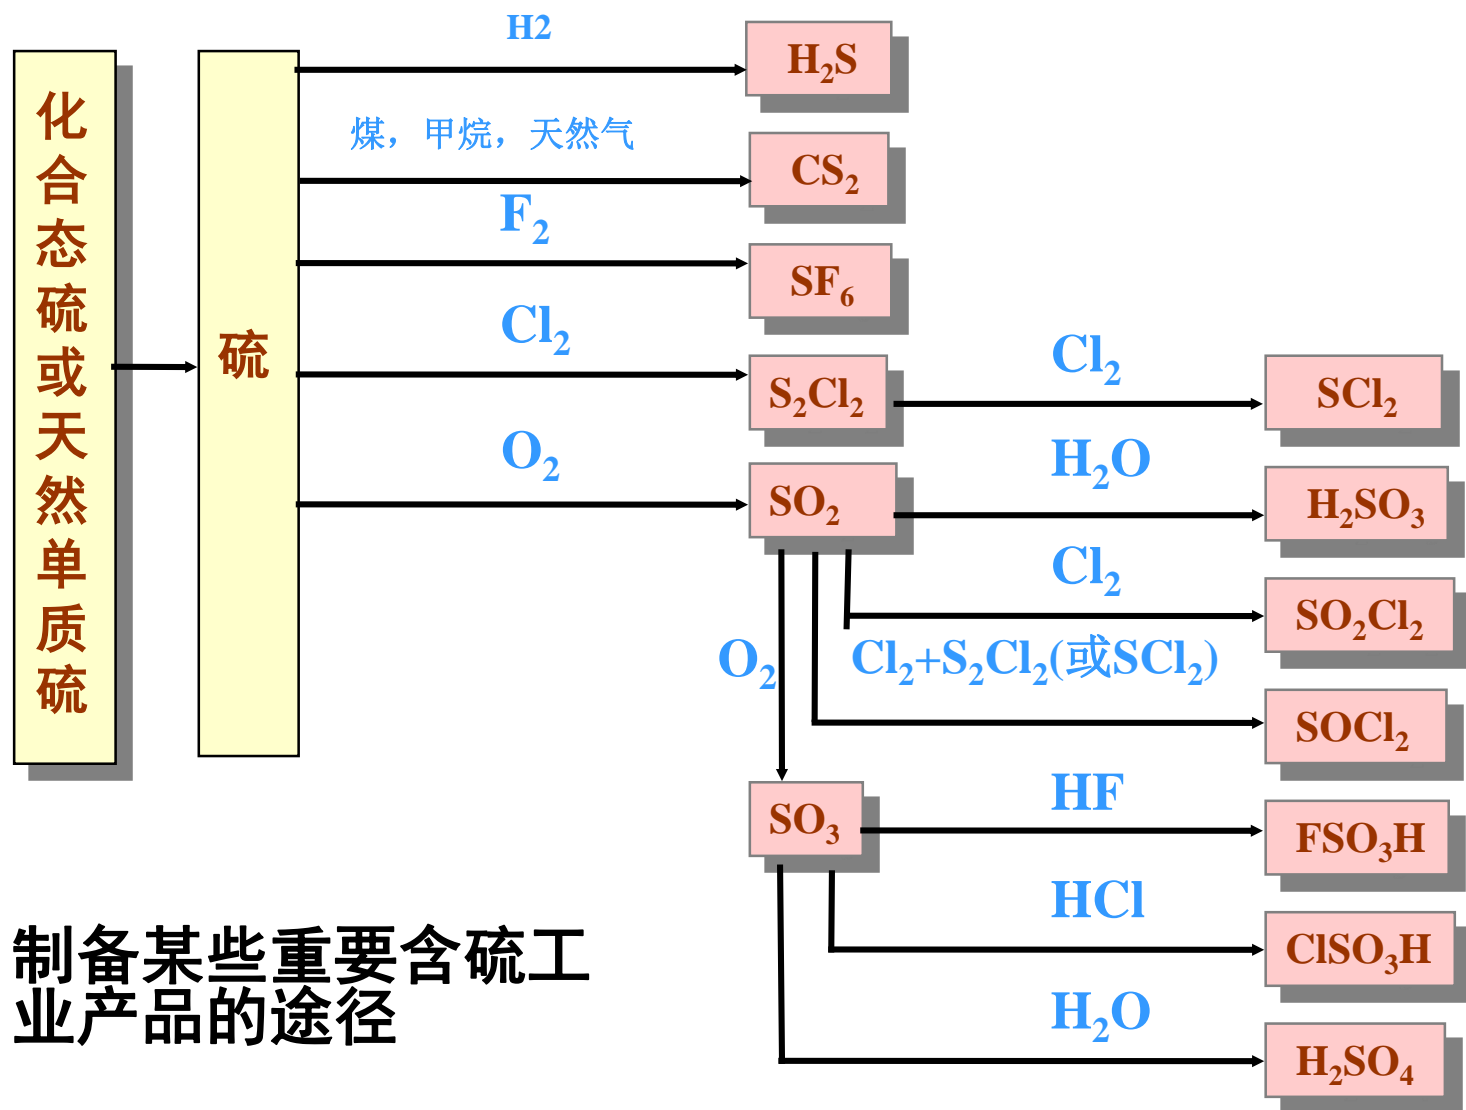 化合态硫或天然单质硫
硫
H2
H₂S
煤，甲烷，天然气
CS₂
F₂
SF₆
Cl₂
S₂Cl₂
Cl₂
SCl₂
O₂
SO₂
H₂O
H₂SO₃
Cl₂
SO₂Cl₂
Cl₂+S₂Cl₂(或SCl₂)
SOCl₂
O₂
SO₃
HF
FSO₃H
HCl
ClSO₃H
H₂O
H₂SO₄
制备某些重要含硫工
业产品的途径